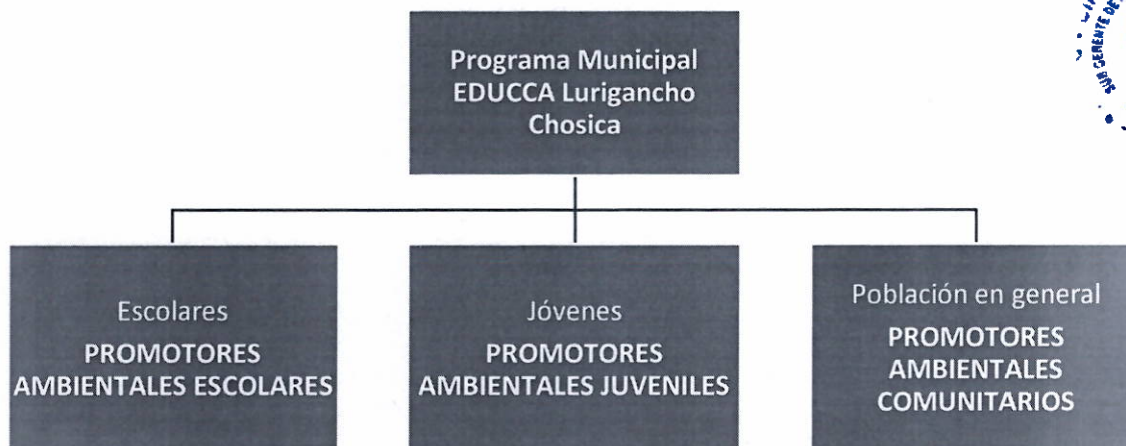 Programa Municipal
EDUCCA Lurigancho
Chosica
Escolares
PROMOTORES
AMBIENTALES ESCOLARES
Jóvenes
PROMOTORES
AMBIENTALES JUVENILES
Población en general
PROMOTORES
AMBIENTALES
COMUNITARIOS
GERENTE